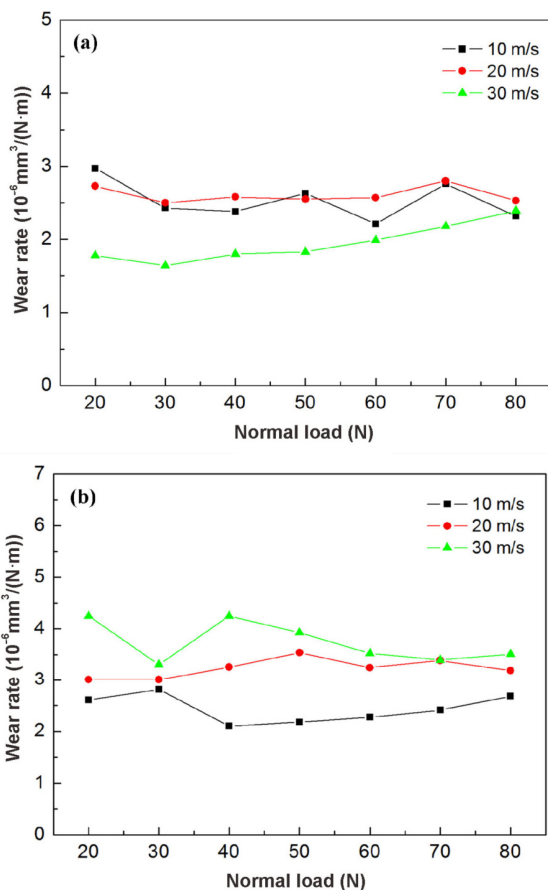 (a)
10 m/s
20 m/s
30 m/s
5
4
3
2
1
0
Wear rate (10⁻⁶mm³/(N·m))
20 30 40 50 60 70 80
Normal load (N)
(b)
10 m/s
20 m/s
30 m/s
7
6
5
4
3
2
1
0
Wear rate (10⁻⁶mm³/(N·m))
20 30 40 50 60 70 80
Normal load (N)